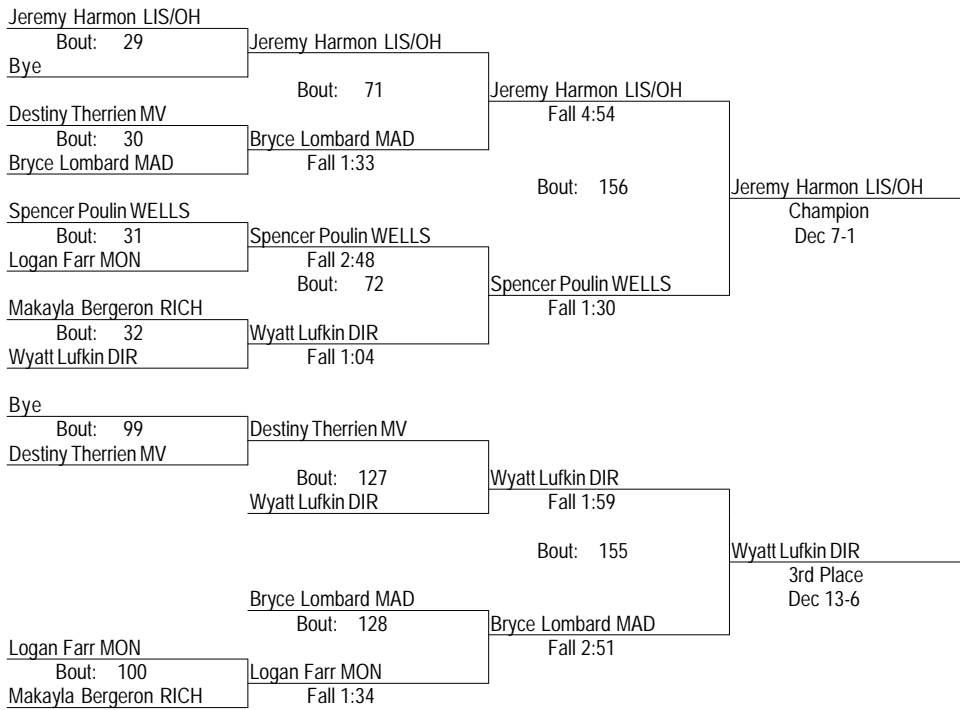 Jeremy Harmon LIS/OH
Bout: 29
Jeremy Harmon LIS/OH
Bye
Bout: 71
Jeremy Harmon LIS/OH
Destiny Therrien MV
Fall 4:54
Bout: 30
Bryce Lombard MAD
Bryce Lombard MAD
Fall 1:33
Bout: 156
Jeremy Harmon LIS/OH
Spencer Poulin WELLS
Champion
Bout: 31
Spencer Poulin WELLS
Dec 7-1
Logan Farr MON
Fall 2:48
Bout: 72
Spencer Poulin WELLS
Makayla Bergeron RICH
Fall 1:30
Bout: 32
Wyatt Lufkin DIR
Wyatt Lufkin DIR
Fall 1:04
Bye
Bout: 99
Destiny Therrien MV
Destiny Therrien MV
Bout: 127
Wyatt Lufkin DIR
Wyatt Lufkin DIR
Fall 1:59
Bout: 155
Wyatt Lufkin DIR
3rd Place
Bryce Lombard MAD
Dec 13-6
Bout: 128
Bryce Lombard MAD
Logan Farr MON
Fall 2:51
Bout: 100
Logan Farr MON
Makayla Bergeron RICH
Fall 1:34